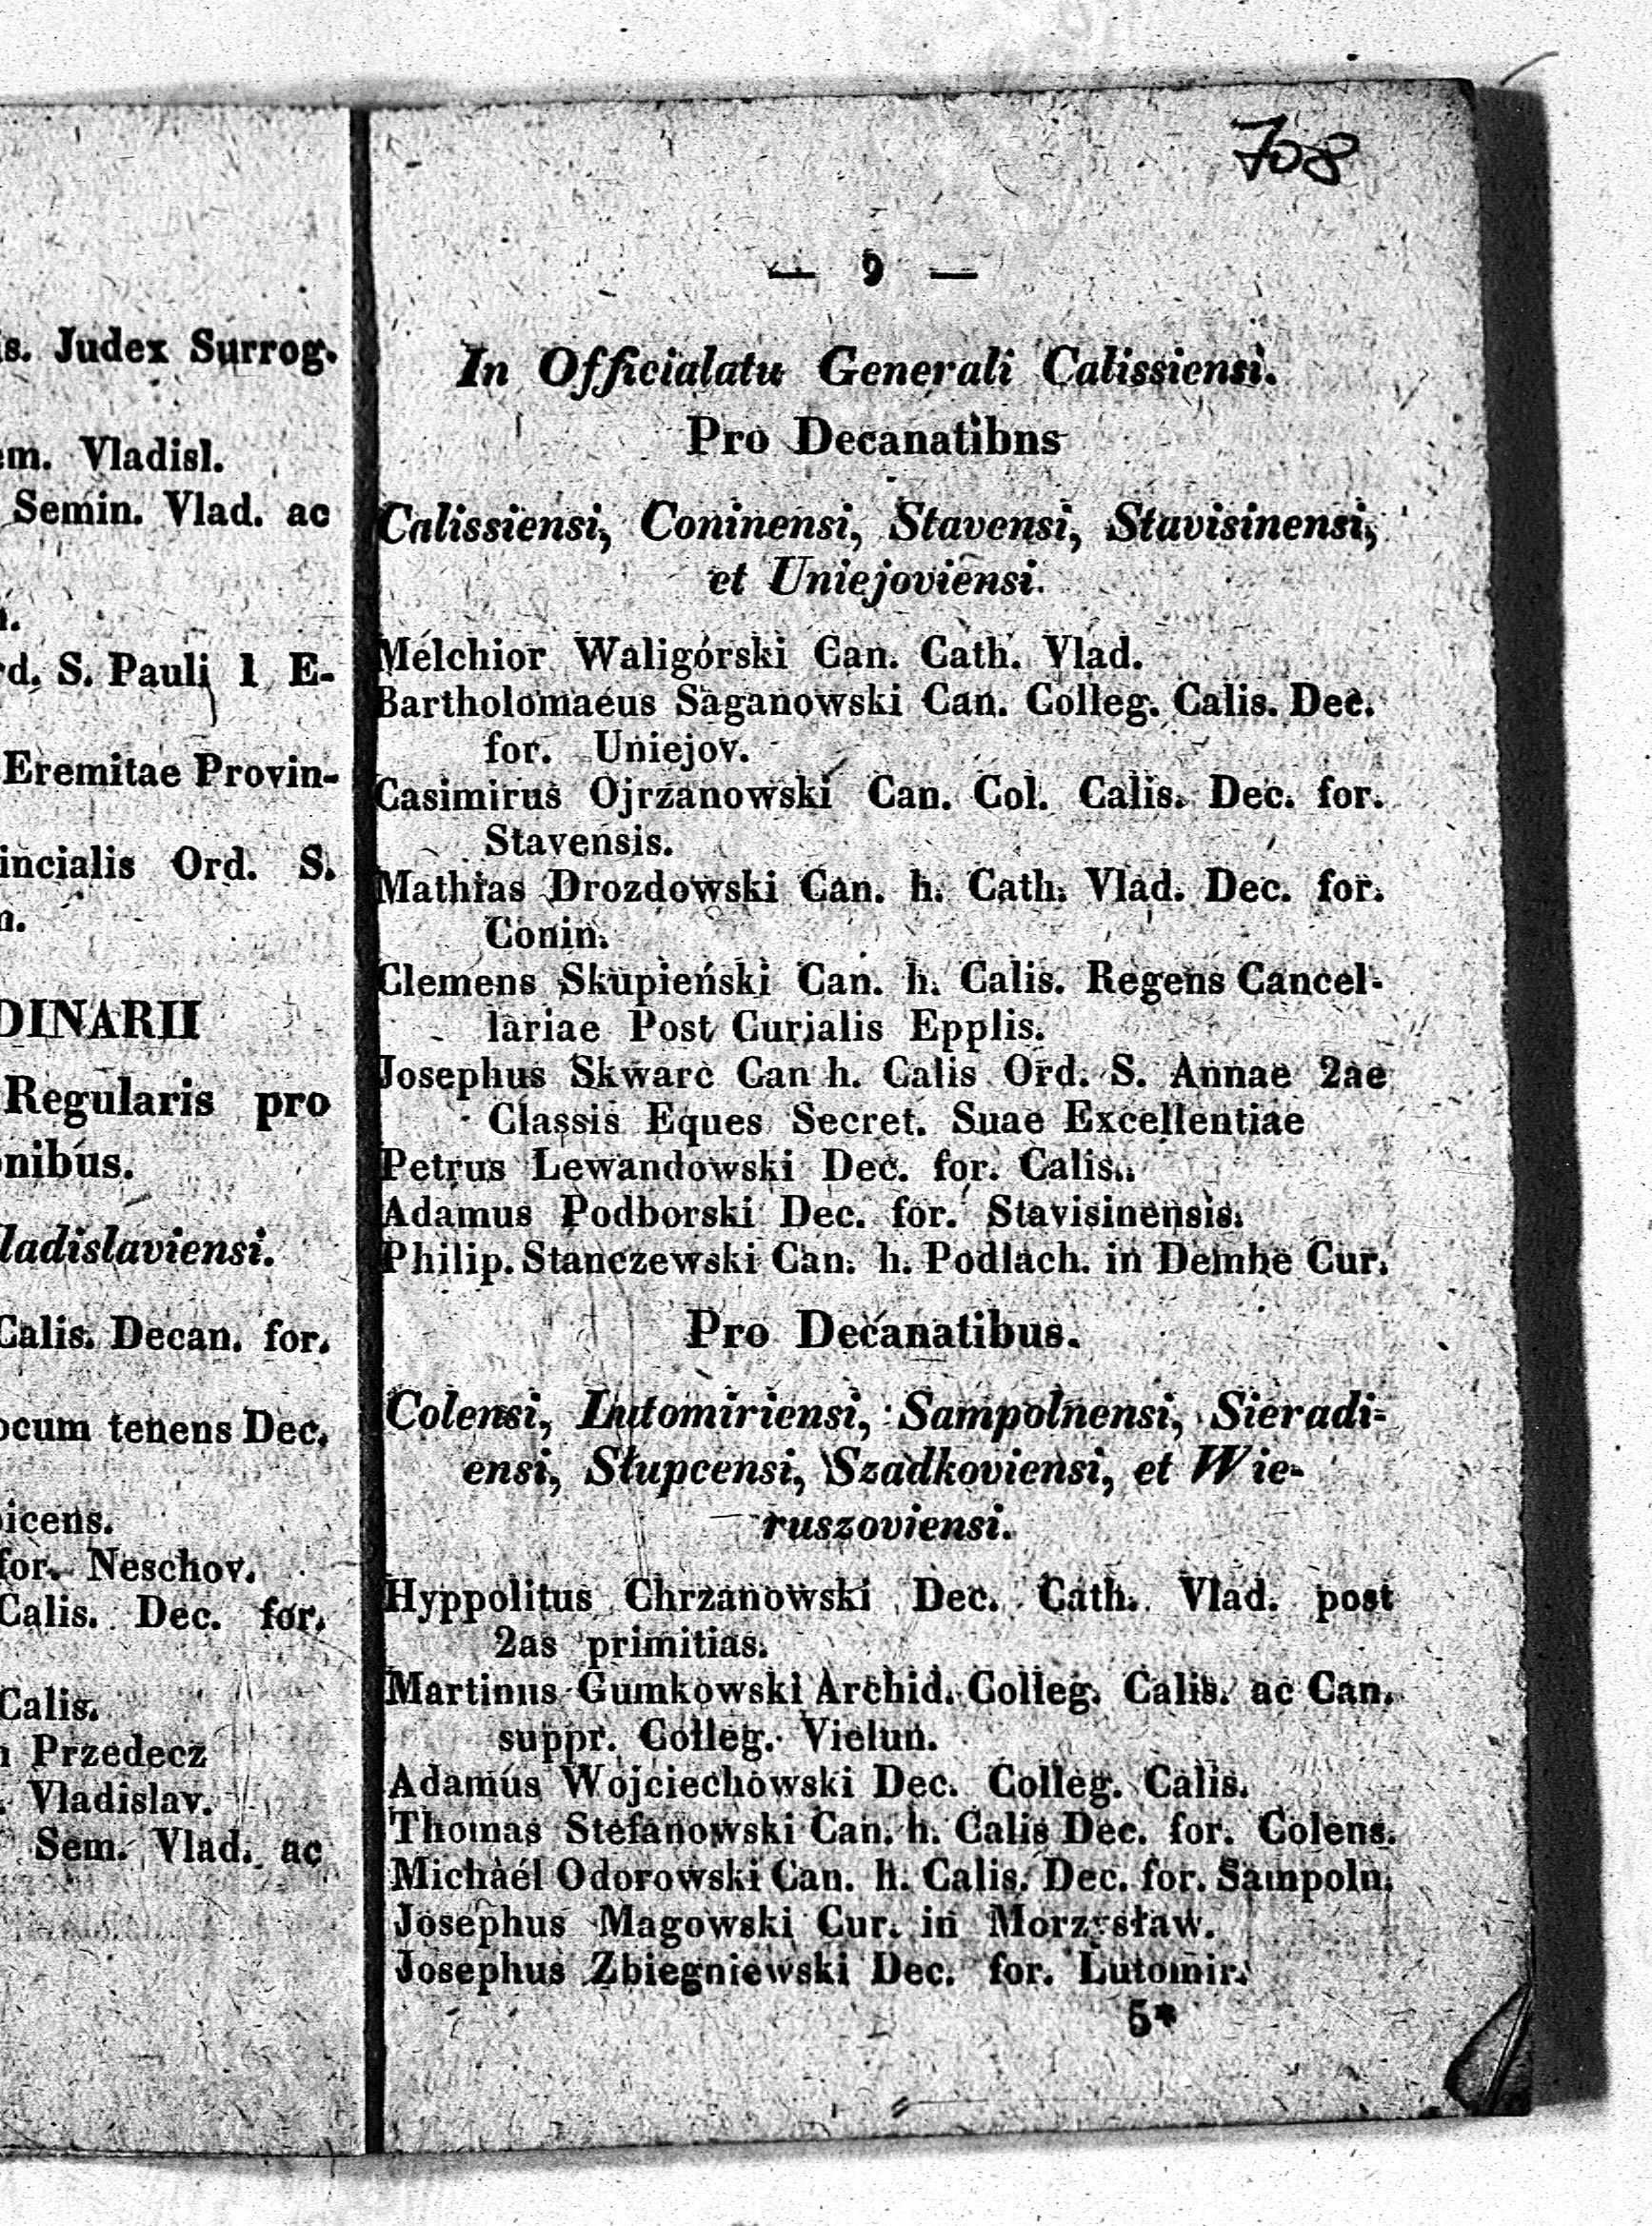 s. Judex Surrog.
em. Vladisl.
Semin. Vlad. ac
rd. S. Pauli 1 E-
Eremitae Provin-
incialis Ord. S.
DINARII
Regularis pro
nibus.
ladislaviensi.
Calis. Decan. for.
ocum tenens Dec.
icens.
for. Neschov.
Calis. Dec. for.
Calis.
Przedecz
Vladislav.
Sem. Vlad. ac
708
— 9 —
In Officialatu Generali Calissiensi.
Pro Decanatibns
Calissiensi, Coninensi, Stavensi, Stavisinensi,
et Uniejoviensi.
Melchior Waligórski Can. Cath. Vlad.
Bartholomaeus Saganowski Can. Colleg. Calis. Dec.
for. Uniejov.
Casimirus Ojrzanowski Can. Col. Calis. Dec. for.
Stavensis.
Mathias Drozdowski Can. h. Cath. Vlad. Dec. for.
Conin.
Clemens Skupieński Can. h. Calis. Regens Cancel-
lariae Post Curialis Epplis.
Josephus Skwarc Can h. Calis Ord. S. Annae 2ae
Classis Eques Secret. Suae Excellentiae
Petrus Lewandowski Dec. for. Calis..
Adamus Podborski Dec. for. Stavisinensis.
Philip. Stanczewski Can. h. Podlach. in Dembe Cur.
Pro Decanatibus.
Colensi, Lutomiriensi, Sampolnensi, Sieradi-
ensi, Słupcensi, Szadkoviensi, et Wie-
ruszoviensi.
Hyppolitus Chrzanowski Dec. Cath. Vlad. post
2as primitias.
Martinus Gumkowski Archid. Colleg. Calis. ac Can.
suppr. Colleg. Vielun.
Adamus Wojciechowski Dec. Colleg. Calis.
Thomas Stefanowski Can. h. Calis Dec. for. Colens.
Michaél Odorowski Can. h. Calis. Dec. for. Sampoln.
Josephus Magowski Cur. in Morzysław.
Josephus Zbiegniewski Dec. for. Lutomir.
5*